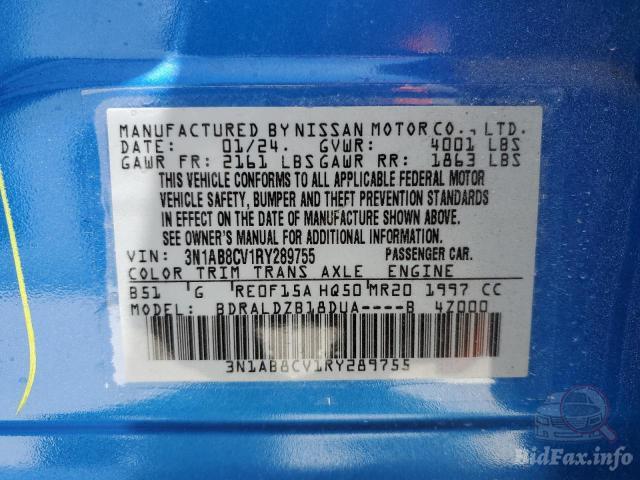 MANUFACTURED BY NISSAN MOTOR CO., LTD.
DATE: 01/24. GVWR: 4001 LBS
GAWR FR: 2161 LBS GAWR RR: 1863 LBS
THIS VEHICLE CONFORMS TO ALL APPLICABLE FEDERAL MOTOR
VEHICLE SAFETY, BUMPER AND THEFT PREVENTION STANDARDS
IN EFFECT ON THE DATE OF MANUFACTURE SHOWN ABOVE.
SEE OWNER'S MANUAL FOR ADDITIONAL INFORMATION.
VIN: 3N1AB8CV1RY289755 PASSENGER CAR.
COLOR TRIM TRANS AXLE ENGINE
B51 G RE0F15A HQ50 MR20 1997 CC
MODEL: BDRALDZB18DUA----B 4Z000
3N1AB8CV1RY289755
BidFax.info